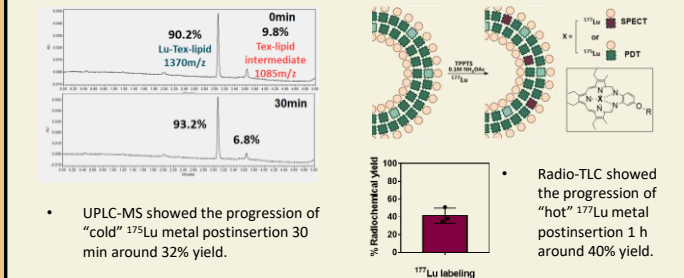 90.2%
Lu-Tex-lipid
1370m/z
0min
9.8%
Tex-lipid
intermediate
1085m/z
30min
93.2%
6.8%
Minutes
• UPLC-MS showed the progression of
“cold” ¹⁷⁵Lu metal postinsertion 30
min around 32% yield.
TPPTS
0.1M NH₄OAc
¹⁷⁷Lu
X =
¹⁷⁷Lu
SPECT
or
¹⁷⁵Lu
PDT
N
N
X
N
N
N
O
R
% Radiochemical yield
100
80
60
40
20
0
¹⁷⁷Lu labeling
• Radio-TLC showed
the progression of
“hot” ¹⁷⁷Lu metal
postinsertion 1 h
around 40% yield.